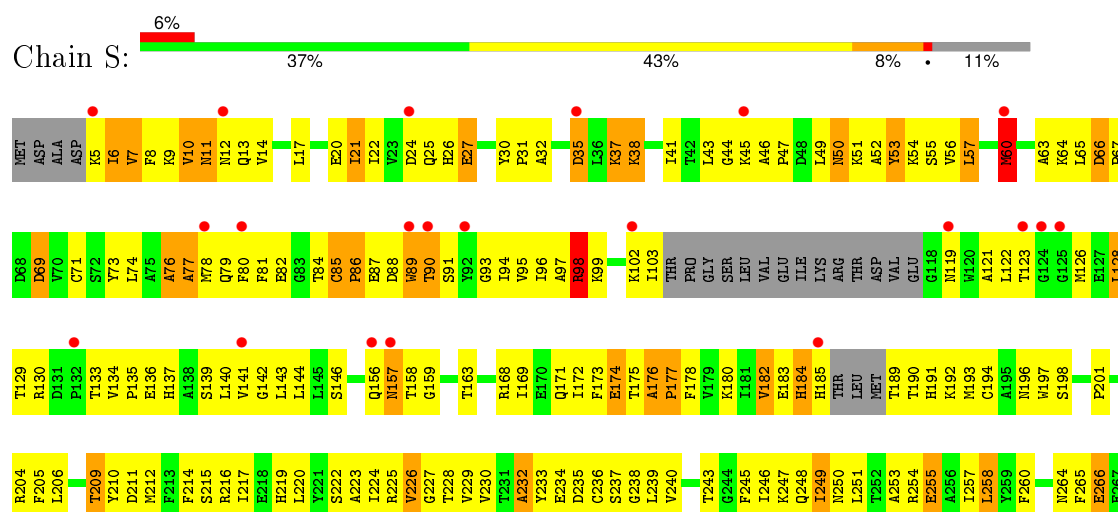 6%
Chain S:
37% 43% 8% • 11%
MET ASP ALA ASP K5 I6 V7 F8 K9 V10 N11 N12 Q13 V14 L17 E20 I21 I22 V23 D24 Q25 H26 E27 Y30 P31 A32 D35 L36 K37 K38 I41 T42 L43 G44 K45 A46 P47 D48 L49 N50 K51 A52 Y53 K54 S55 V56 L57 M60 A63 K64 L65 D66
D68 D69 V70 C71 S72 Y73 L74 A75 A76 A77 M78 Q79 F80 F81 E82 G83 T84 C85 P86 E87 D88 W89 T90 S91 Y92 G93 I94 V95 I96 A97 R98 K99 K102 I103 THR PRO GLY SER LEU VAL GLU ILE LYS ARG THR ASP VAL GLU G118 N119 W120 A121 L122 T123 G124 G125 M126 E127 L128
T129 R130 D131 P132 T133 V134 P135 E136 H137 A138 S139 L140 V141 G142 L143 L144 L145 S146 Q156 N157 T158 G159 T163 R168 I169 E170 Q171 I172 F173 E174 T175 A176 P177 F178 V179 K180 I181 V182 E183 H184 H185 THR LEU MET T189 T190 H191 K192 M193 C194 A195 N196 W197 S198 P201
R204 F205 L206 T209 Y210 D211 M212 F213 F214 S215 R216 I217 E218 H219 L220 Y221 S222 A223 I224 R225 V226 G227 T228 V229 V230 T231 A232 Y233 E234 D235 C236 S237 G238 L239 V240 T243 G244 F245 I246 K247 Q248 I249 N250 L251 T252 A253 R254 E255 A256 I257 L258 Y259 F260 N264 F265 E266